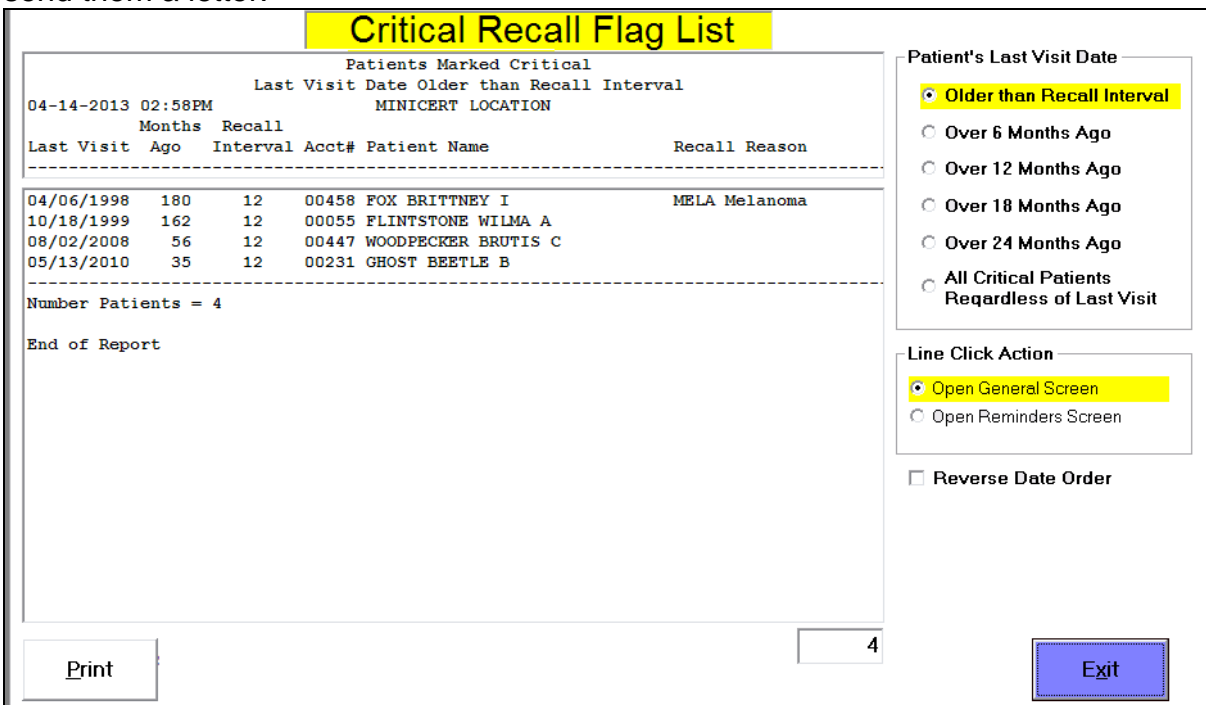 send them a letter.
Critical Recall Flag List
Patients Marked Critical
Last Visit Date Older than Recall Interval
04-14-2013 02:58PM MINICERT LOCATION
Months Recall
Last Visit Ago Interval Acct# Patient Name Recall Reason
04/06/1998 180 12 00458 FOX BRITTNEY I MELA Melanoma
10/18/1999 162 12 00055 FLINTSTONE WILMA A
08/02/2008 56 12 00447 WOODPECKER BRUTIS C
05/13/2010 35 12 00231 GHOST BEETLE B
Number Patients = 4
End of Report
4
Print
Patient's Last Visit Date
Older than Recall Interval
Over 6 Months Ago
Over 12 Months Ago
Over 18 Months Ago
Over 24 Months Ago
All Critical Patients
Regardless of Last Visit
Line Click Action
Open General Screen
Open Reminders Screen
Reverse Date Order
Exit